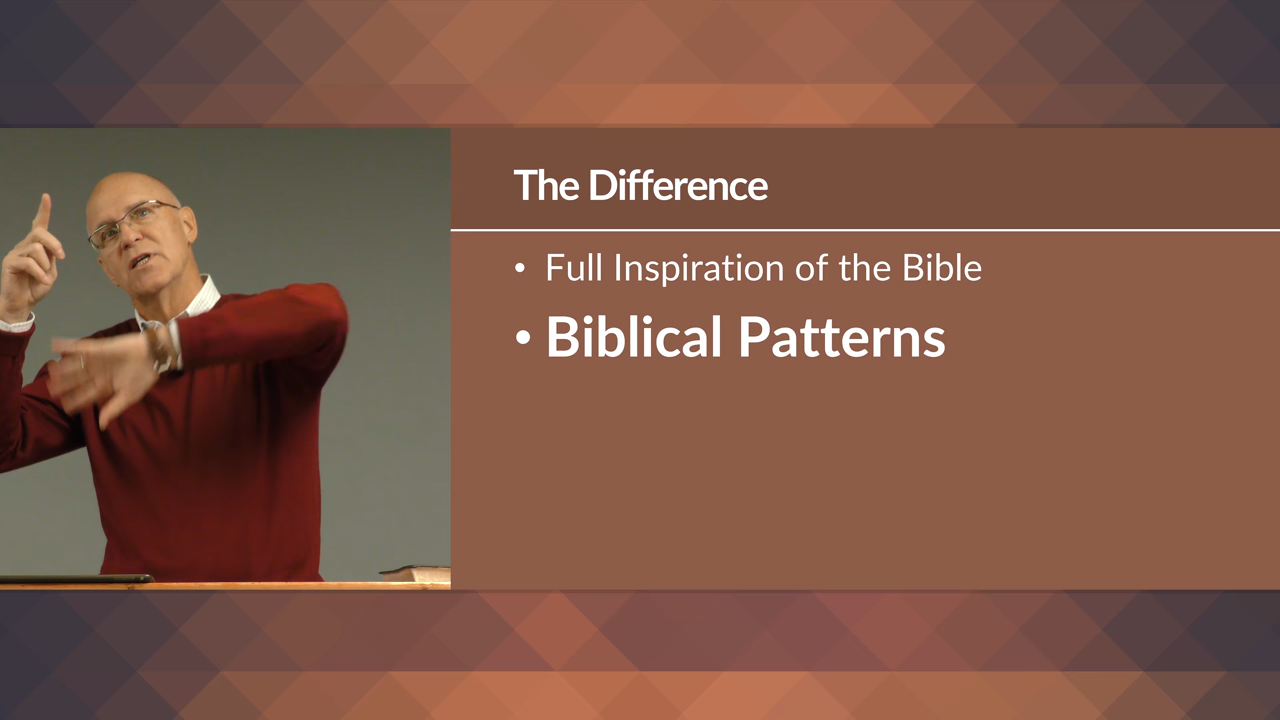 The Difference
• Full Inspiration of the Bible
• Biblical Patterns